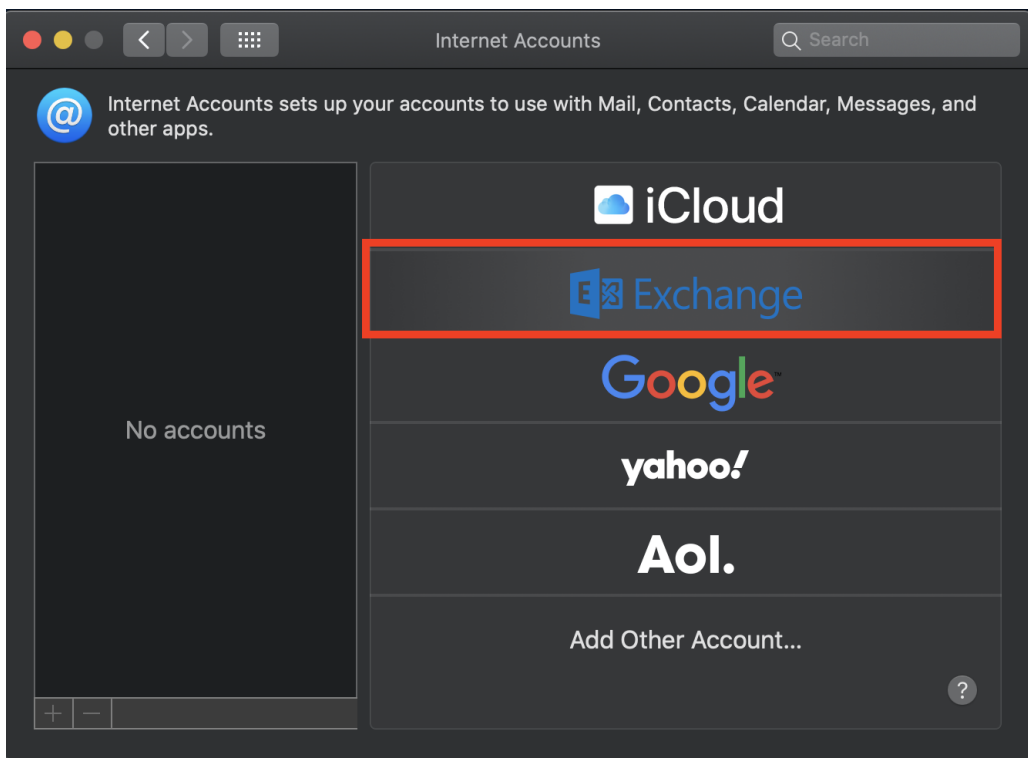 Internet Accounts
Search
Internet Accounts sets up your accounts to use with Mail, Contacts, Calendar, Messages, and
other apps.
No accounts
iCloud
Exchange
Google™
yahoo!
Aol.
Add Other Account...
?